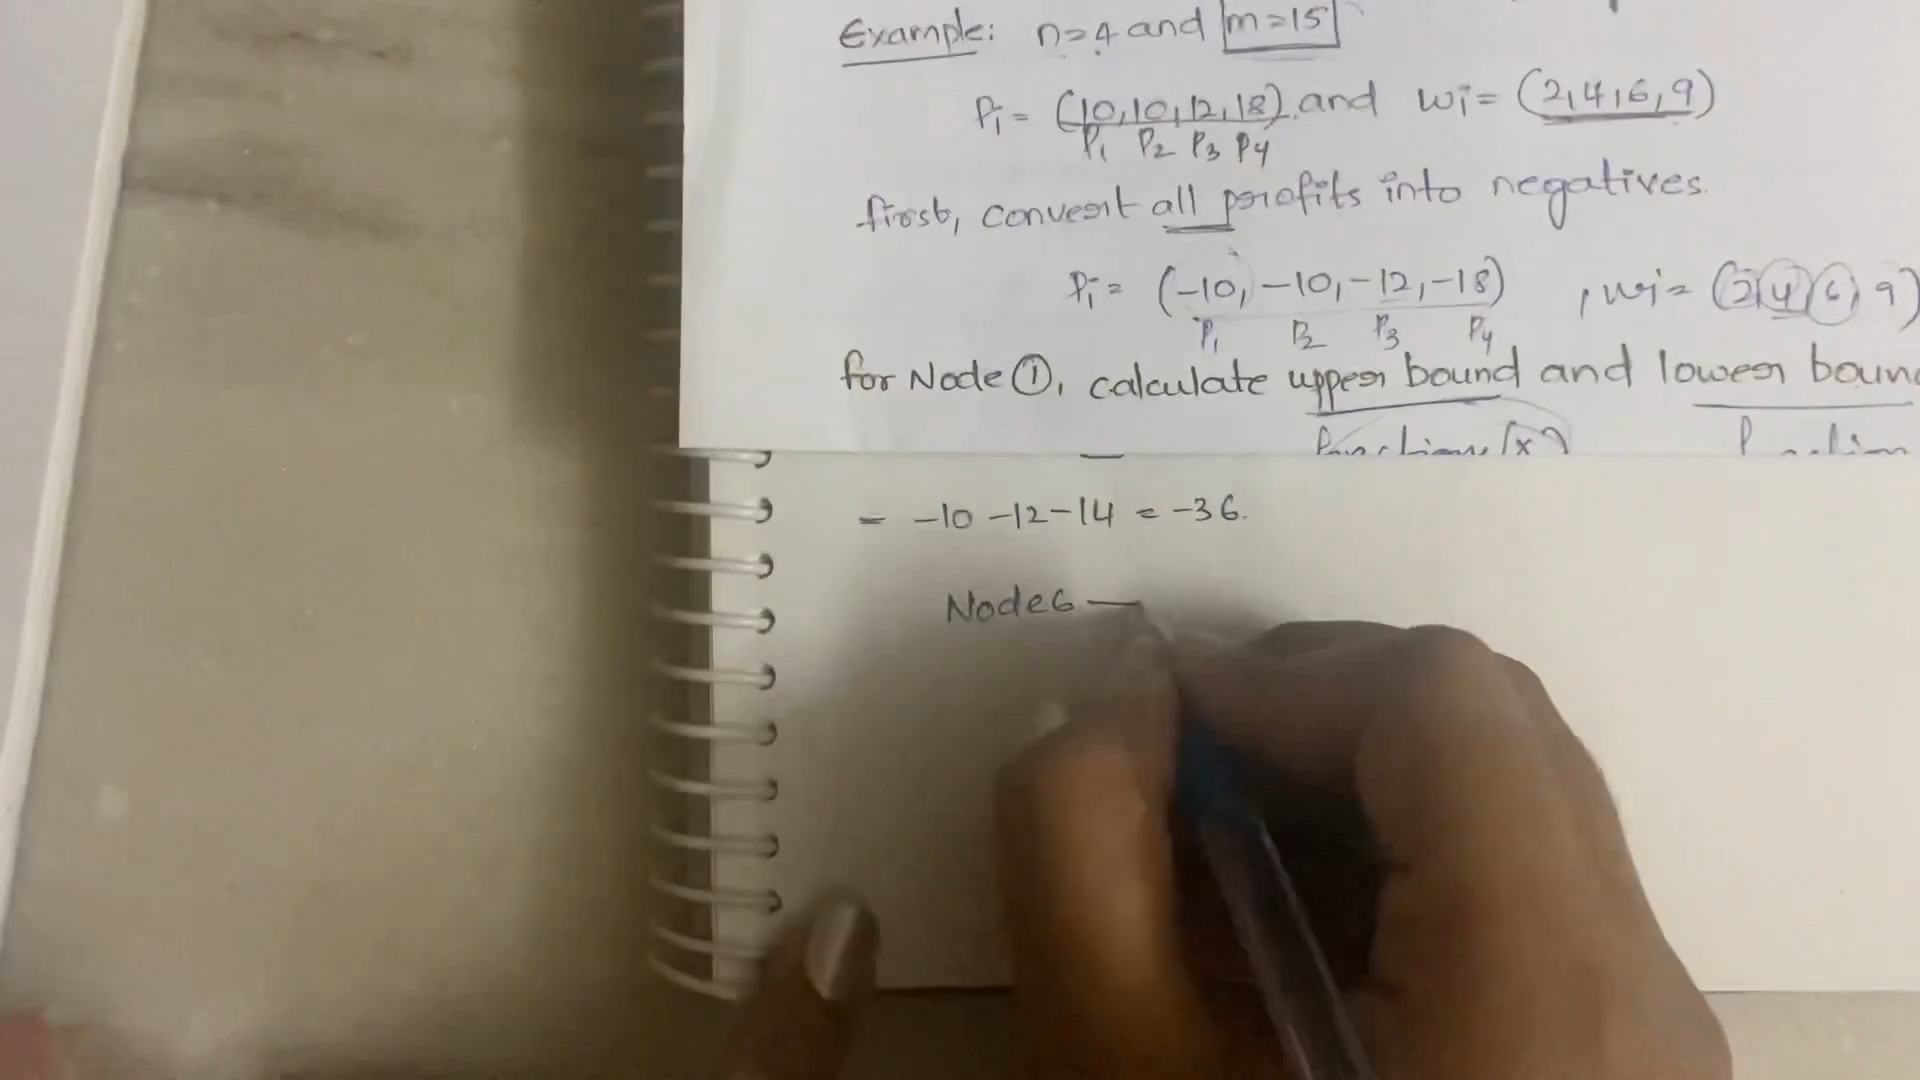 Example: n=4 and m=15
Pi = (10,10,12,18) and wi= (2,4,6,9)
P1 P2 P3 P4
first, convert all profits into negatives.
Pi = (-10, -10, -12, -18) , wi= (2,4,6,9)
P1 P2 P3 P4
for Node ①, calculate upper bound and lower
= -10 -12 -14 = -36.
Node6 —